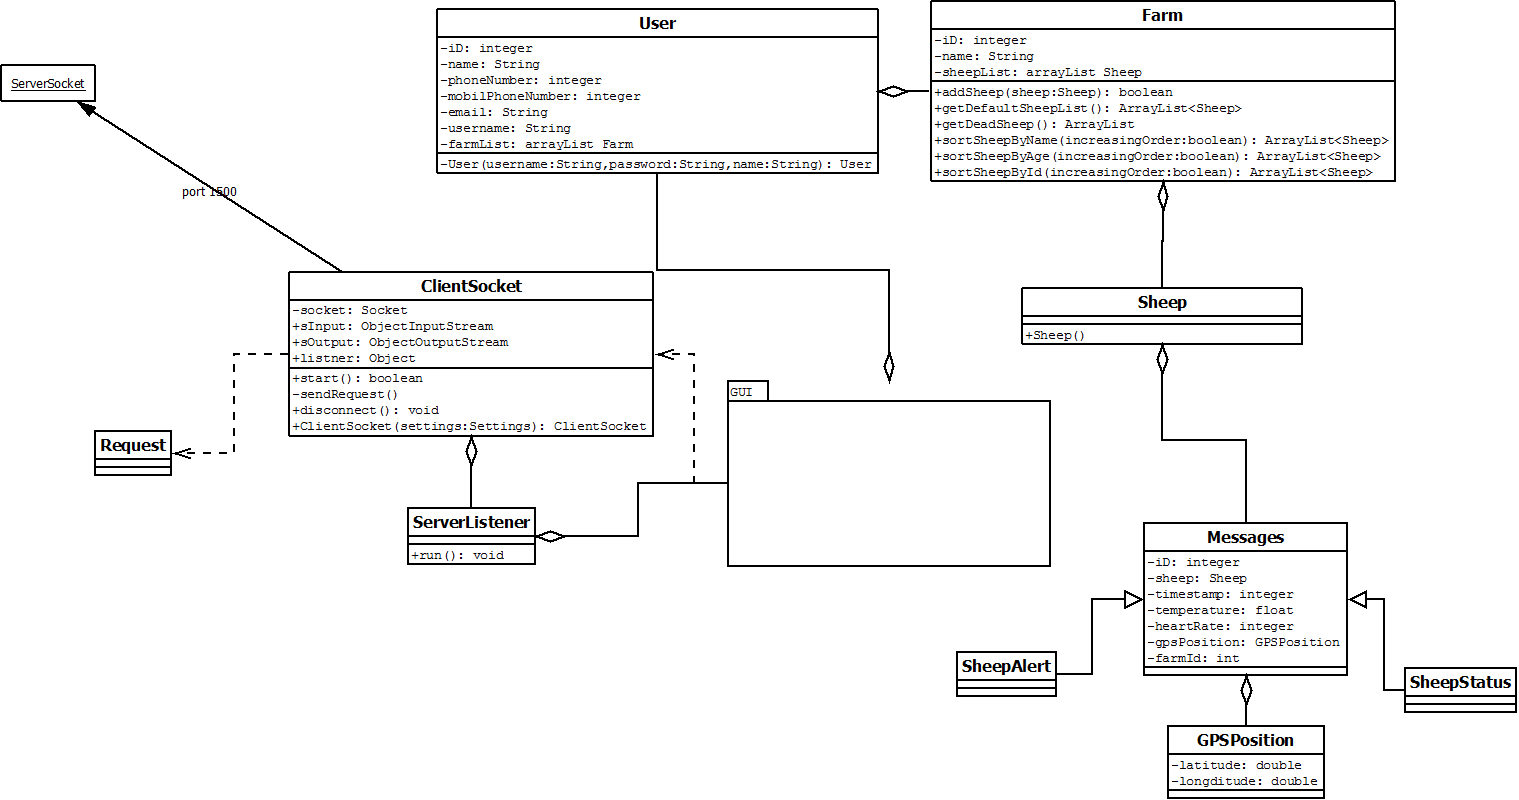 User
-iD: integer
-name: String
-phoneNumber: integer
-mobilPhoneNumber: integer
-email: String
-username: String
-farmList: arrayList Farm
-User(username:String,password:String,name:String): User
Farm
-iD: integer
-name: String
-sheepList: arrayList Sheep
+addSheep(sheep:Sheep): boolean
+getDefaultSheepList(): ArrayList<Sheep>
+getDeadSheep(): ArrayList
+sortSheepByName(increasingOrder:boolean): ArrayList<Sheep>
+sortSheepByAge(increasingOrder:boolean): ArrayList<Sheep>
+sortSheepById(increasingOrder:boolean): ArrayList<Sheep>
ServerSocket
port 1500
ClientSocket
-socket: Socket
+sInput: ObjectInputStream
+sOutput: ObjectOutputStream
+listner: Object
+start(): boolean
-sendRequest()
+disconnect(): void
+ClientSocket(settings:Settings): ClientSocket
Sheep
+Sheep()
GUI
Request
ServerListener
+run(): void
Messages
-iD: integer
-sheep: Sheep
-timestamp: integer
-temperature: float
-heartRate: integer
-gpsPosition: GPSPosition
-farmId: int
SheepAlert
SheepStatus
GPSPosition
-latitude: double
-longditude: double